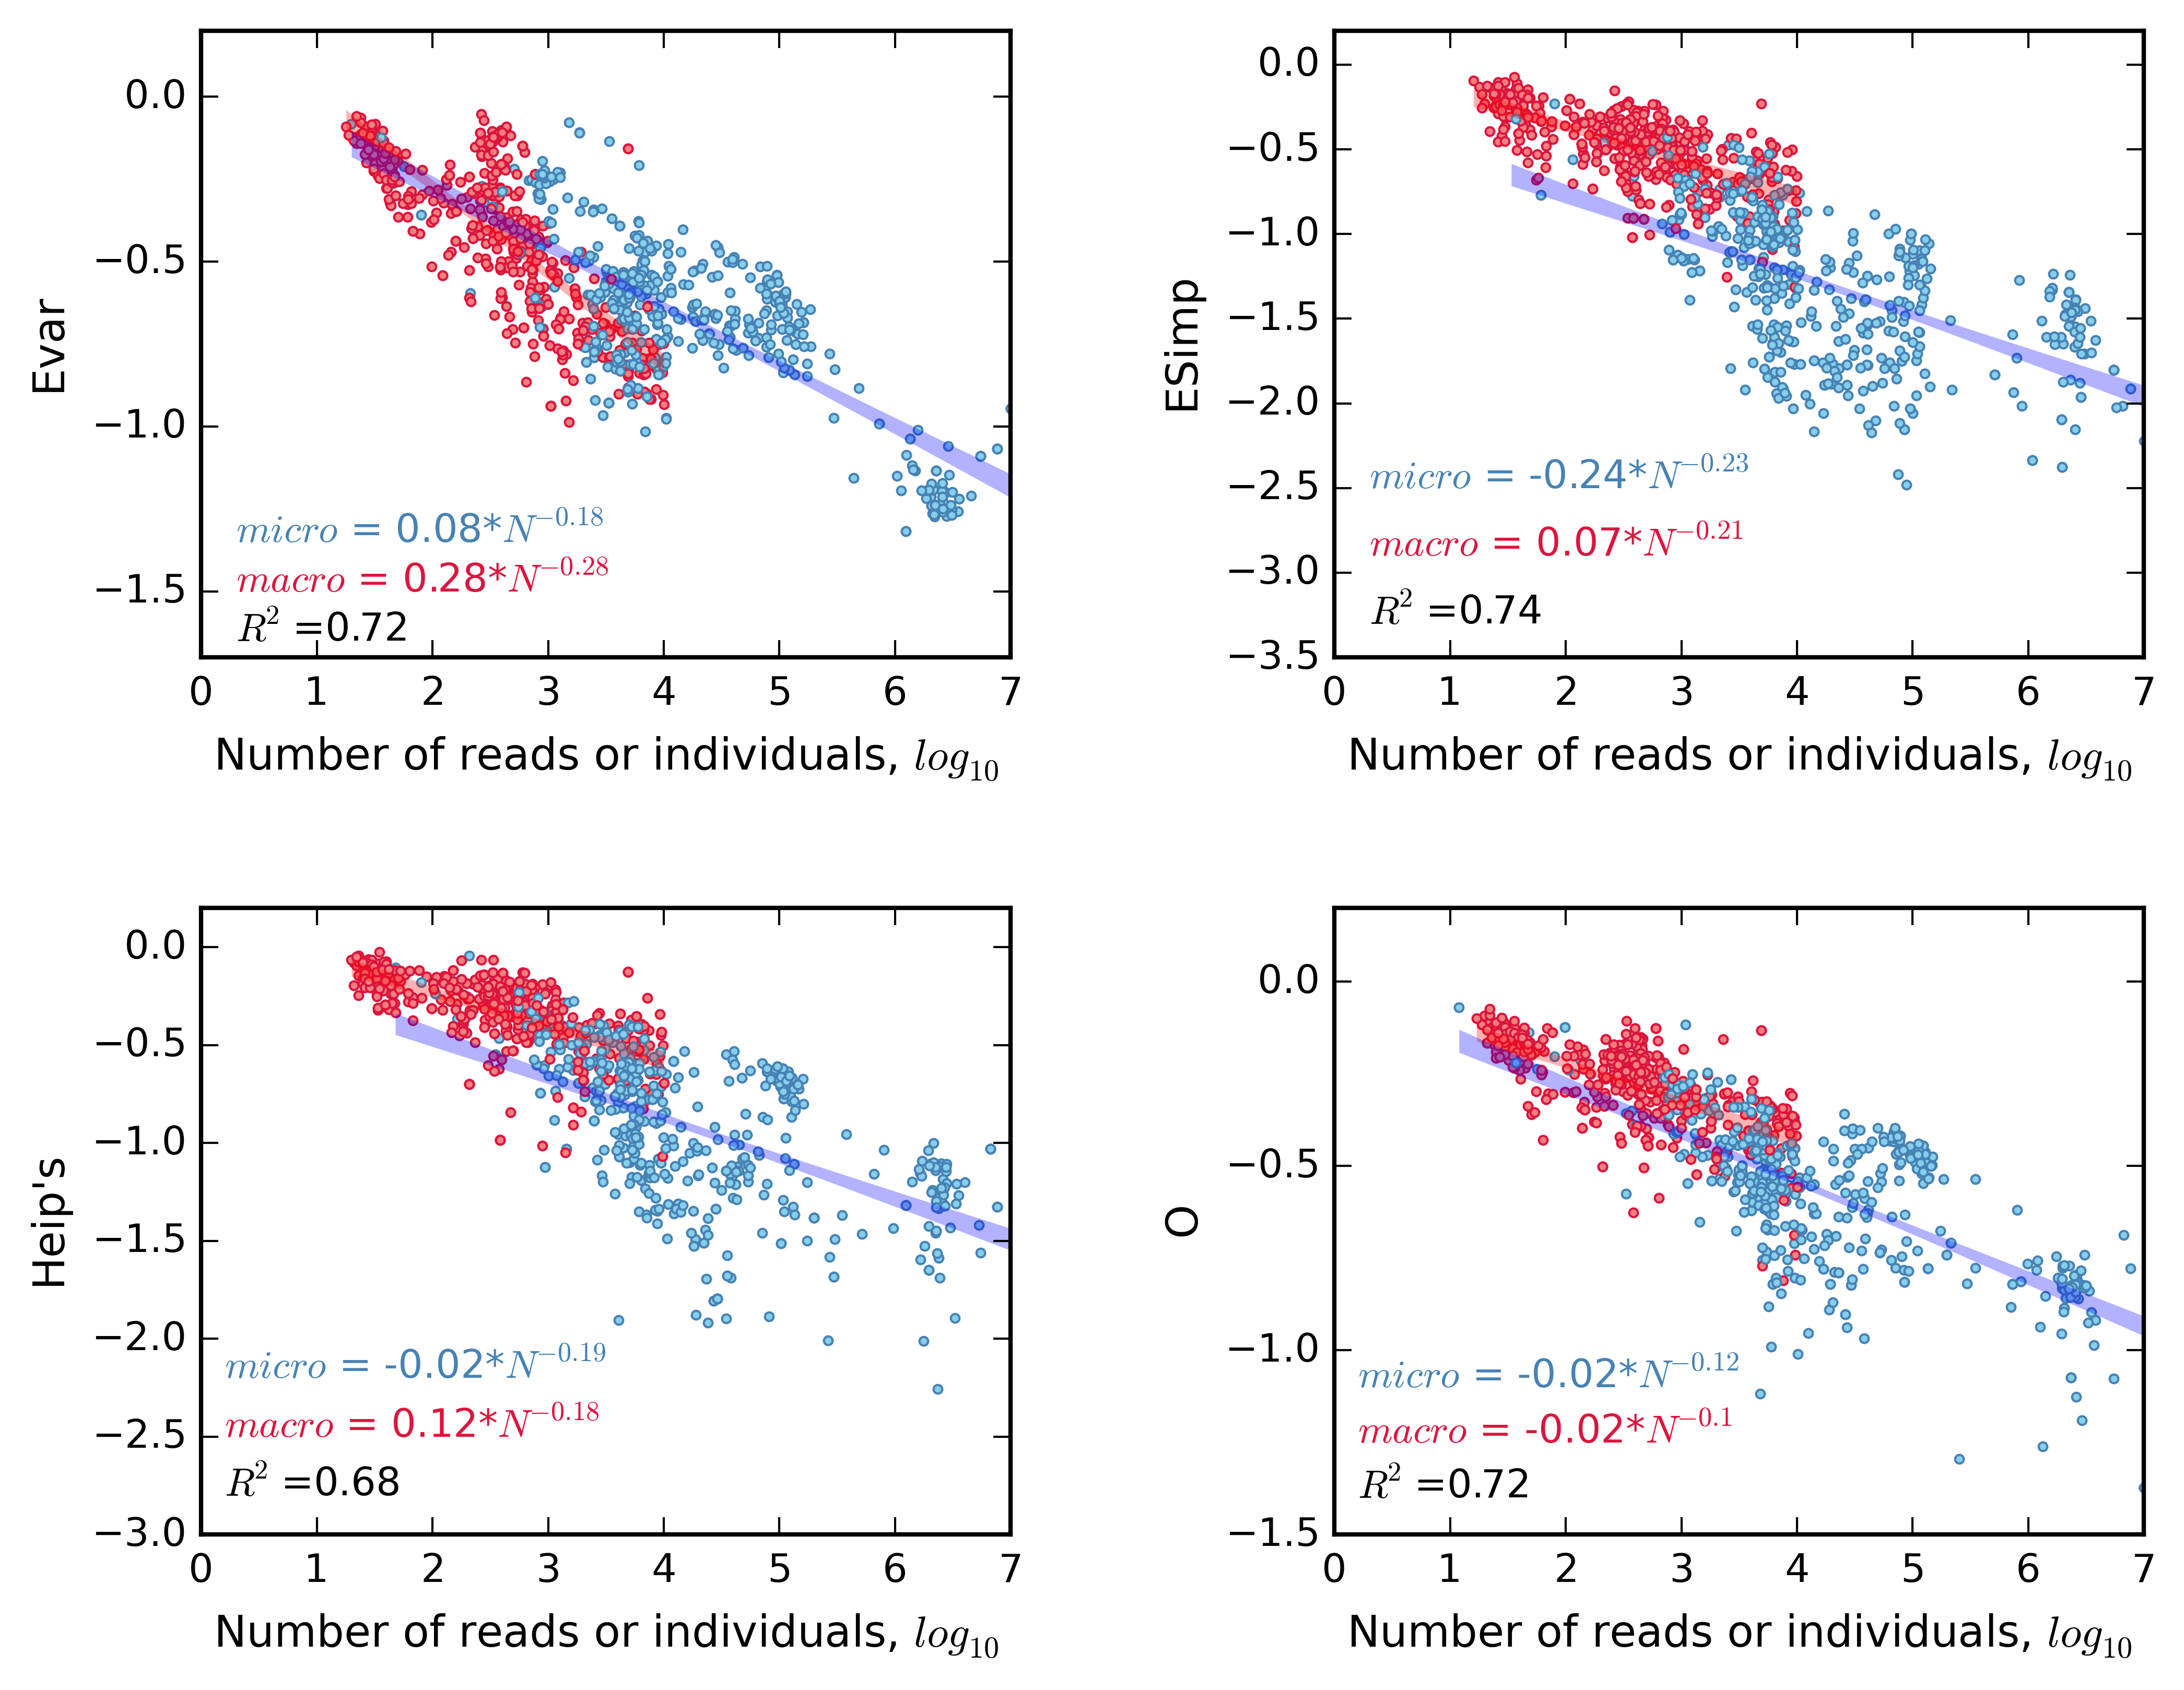 0.0
−0.5
−1.0
−1.5
Evar
micro = 0.08*N^−0.18
macro = 0.28*N^−0.28
R² =0.72
0 1 2 3 4 5 6 7
Number of reads or individuals, log₁₀
0.0
−0.5
−1.0
−1.5
−2.0
−2.5
−3.0
−3.5
ESimp
micro = -0.24*N^−0.23
macro = 0.07*N^−0.21
R² =0.74
0 1 2 3 4 5 6 7
Number of reads or individuals, log₁₀
0.0
−0.5
−1.0
−1.5
−2.0
−2.5
−3.0
Heip's
micro = -0.02*N^−0.19
macro = 0.12*N^−0.18
R² =0.68
0 1 2 3 4 5 6 7
Number of reads or individuals, log₁₀
0.0
−0.5
−1.0
−1.5
O
micro = -0.02*N^−0.12
macro = -0.02*N^−0.1
R² =0.72
0 1 2 3 4 5 6 7
Number of reads or individuals, log₁₀